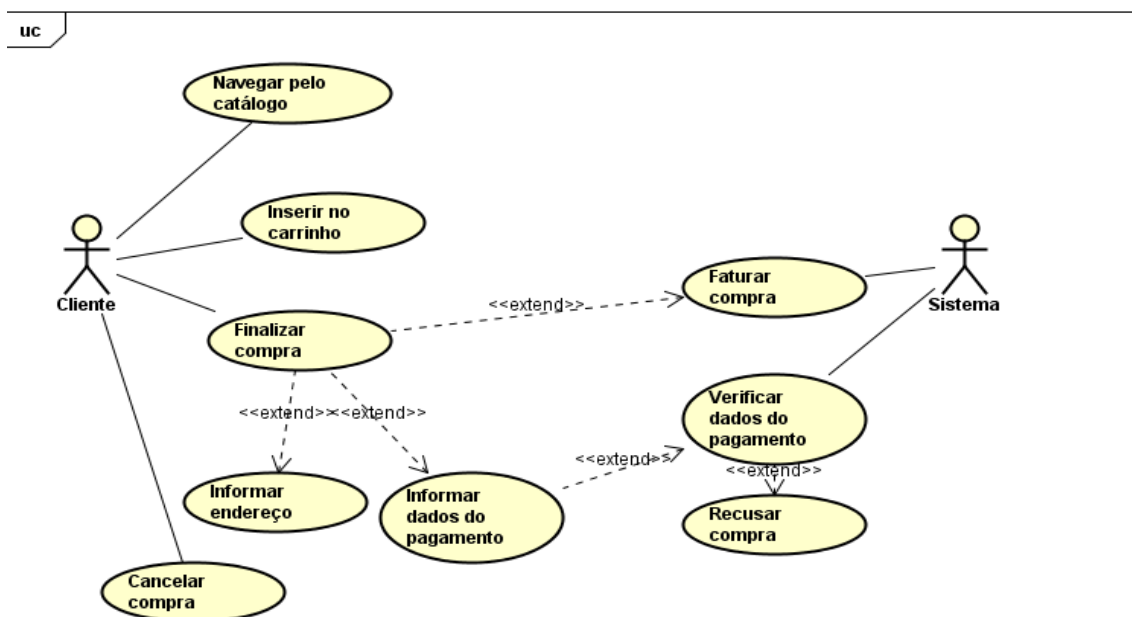 uc
Navegar pelo
catálogo
Inserir no
carrinho
Cliente
Faturar
compra
Sistema
<<extend>>
Finalizar
compra
Verificar
dados do
pagamento
<<extend>>
<<extend>>
<<extend>>
<<extend>>
Informar
endereço
Informar
dados do
pagamento
Recusar
compra
Cancelar
compra